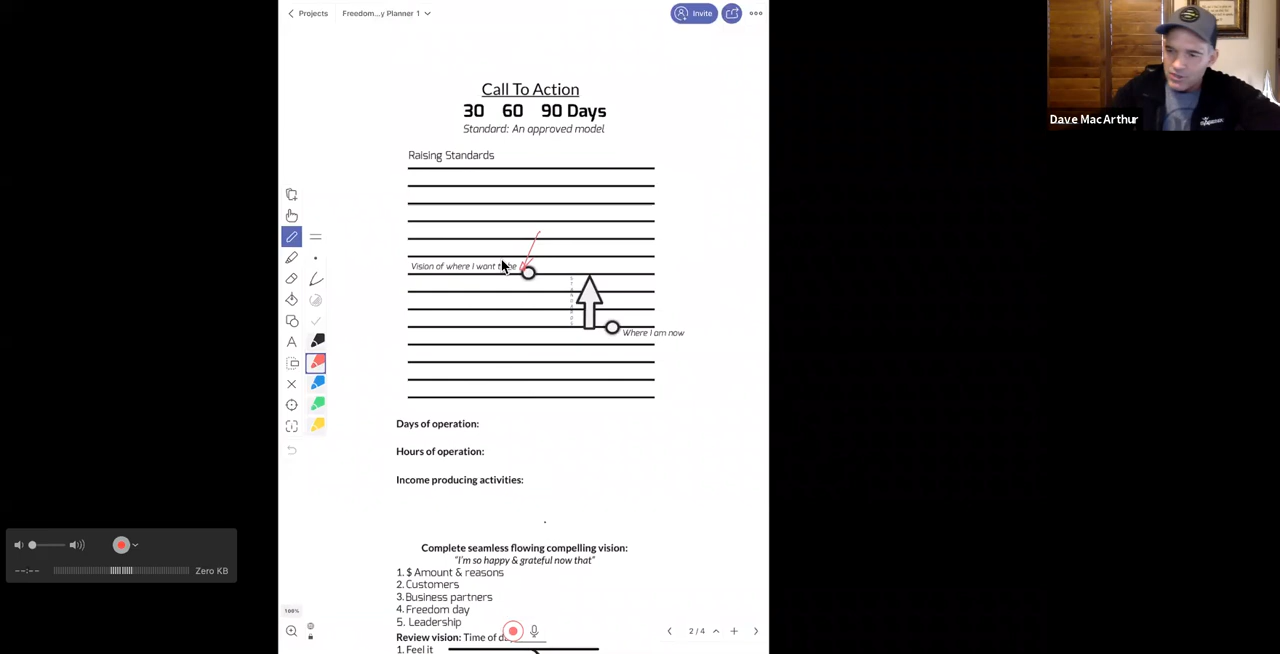 Projects
Freedom...y Planner 1
Invite
Dave MacArthur
Call To Action
30 60 90 Days
Standard: An approved model
Raising Standards
Vision of where I want to be
STANDARDS
Where I am now
Days of operation:
Hours of operation:
Income producing activities:
Complete seamless flowing compelling vision:
"I'm so happy & grateful now that"
1. $ Amount & reasons
2. Customers
3. Business partners
4. Freedom day
5. Leadership
Review vision: Time of d
1. Feel it
--:--
Zero KB
100%
2 / 4